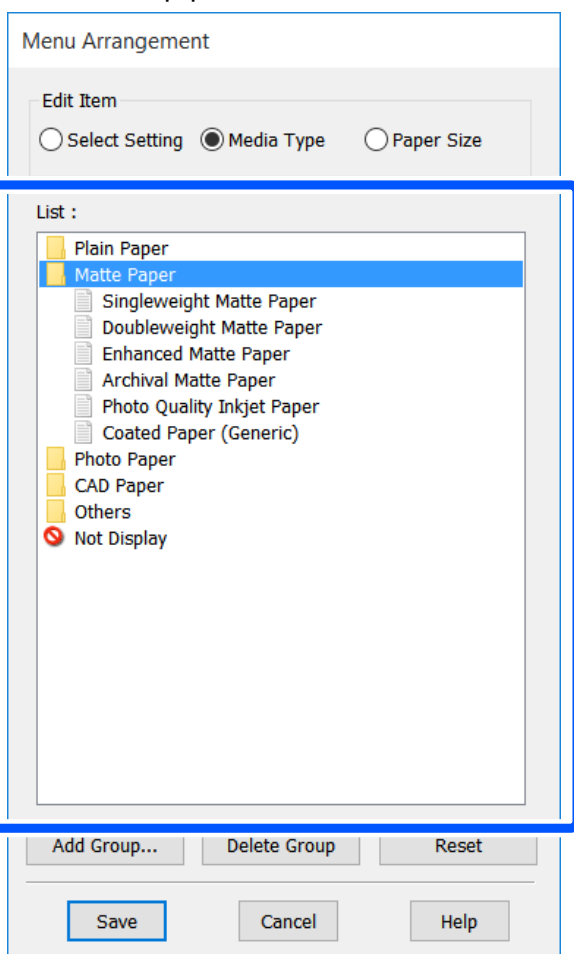 Menu Arrangement
Edit Item
Select Setting Media Type Paper Size
List :
Plain Paper
Matte Paper
Singleweight Matte Paper
Doubleweight Matte Paper
Enhanced Matte Paper
Archival Matte Paper
Photo Quality Inkjet Paper
Coated Paper (Generic)
Photo Paper
CAD Paper
Others
Not Display
Add Group... Delete Group Reset
Save Cancel Help